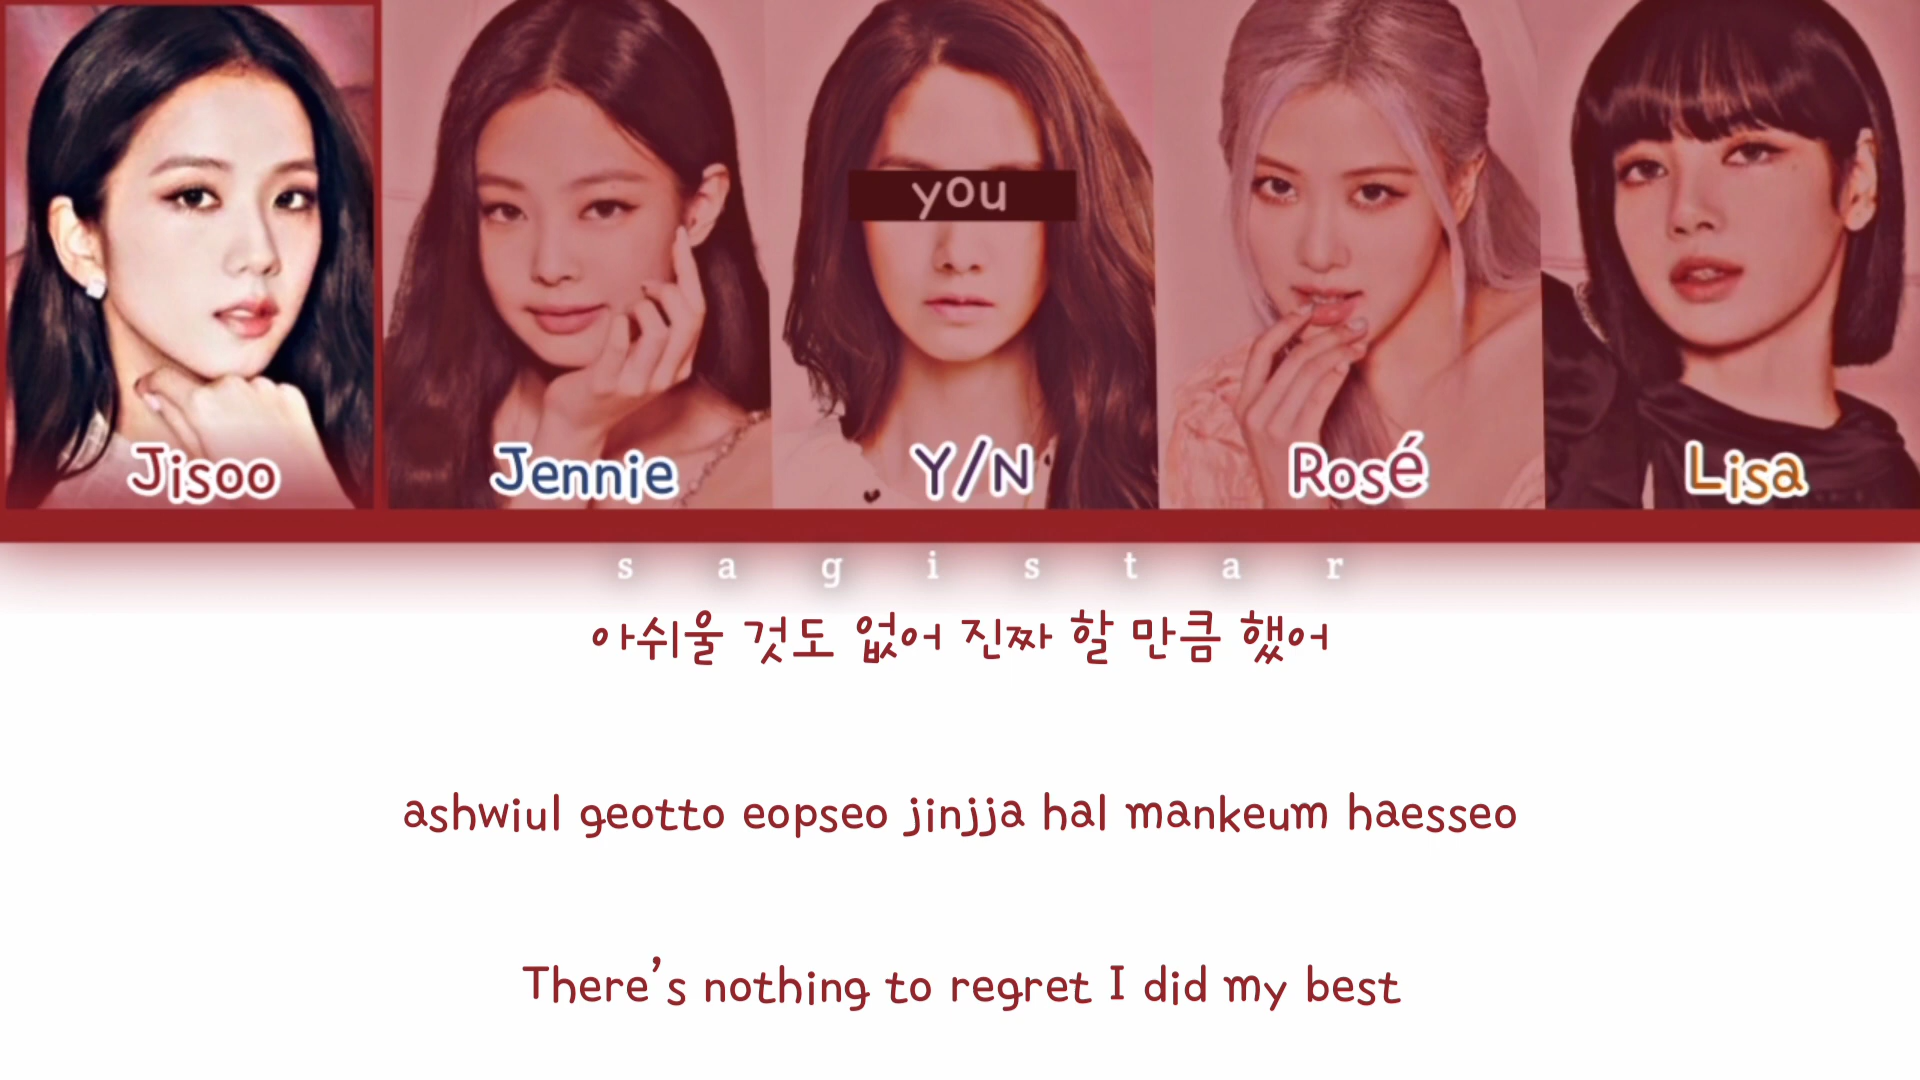 you
Jisoo Jennie Y/N Rosé Lisa
sagistar
아쉬울 것도 없어 진짜 할 만큼 했어
ashwiul geotto eopseo jinjja hal mankeum haesseo
There's nothing to regret I did my best